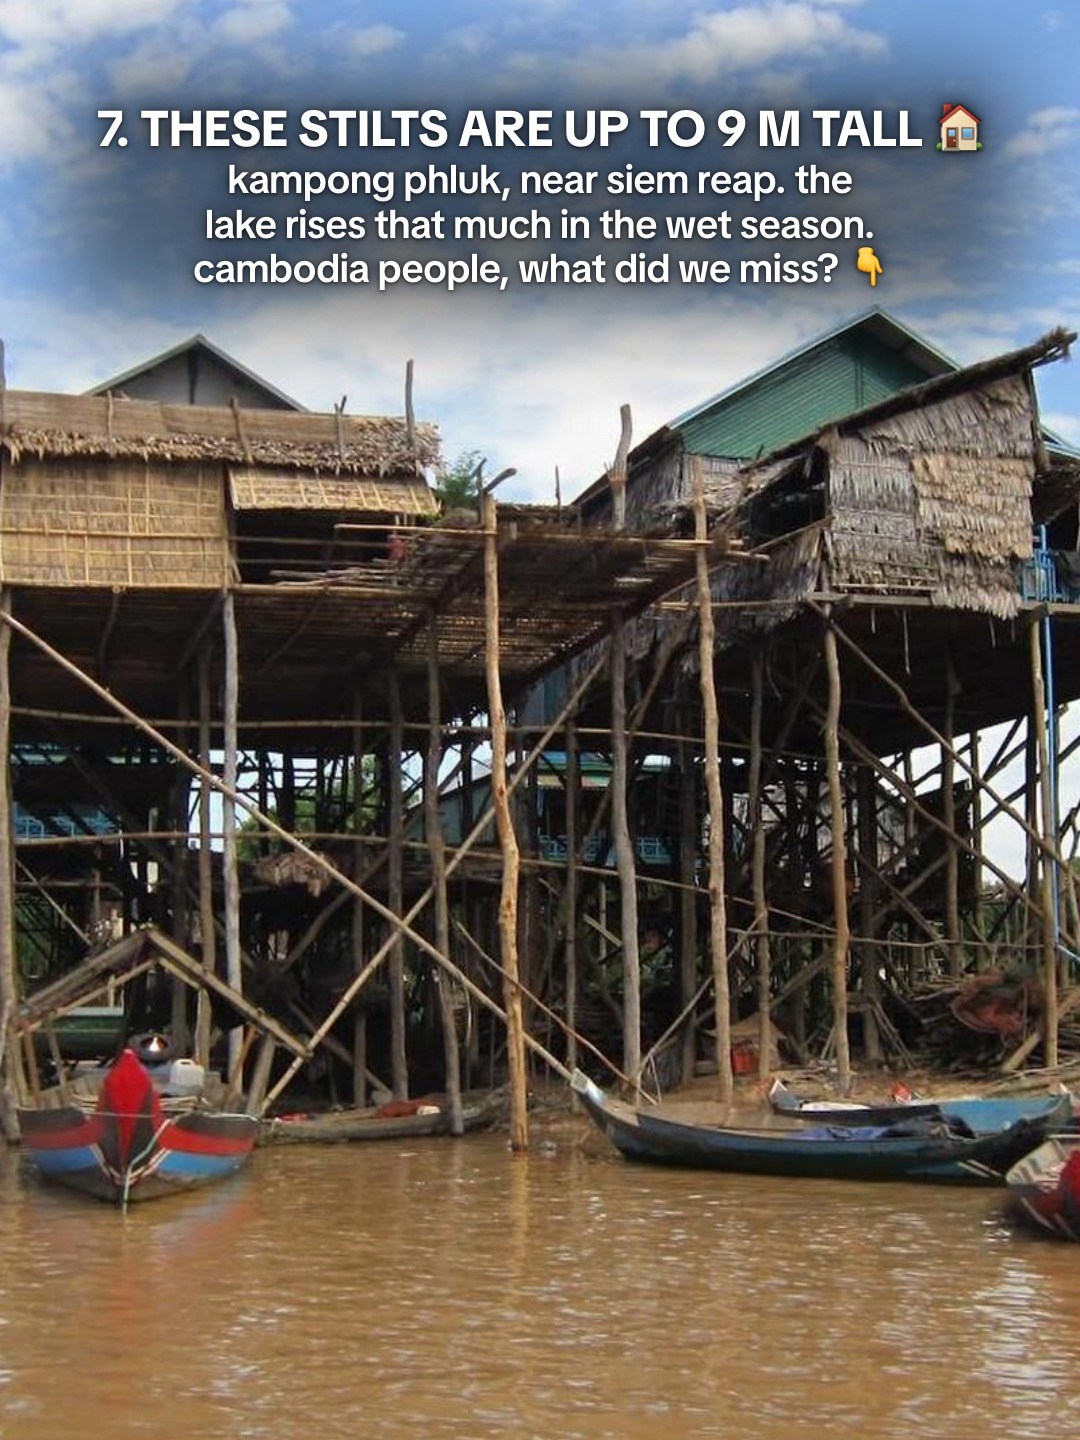 7. THESE STILTS ARE UP TO 9 M TALL 🏠
kampong phluk, near siem reap. the
lake rises that much in the wet season.
cambodia people, what did we miss? 👇